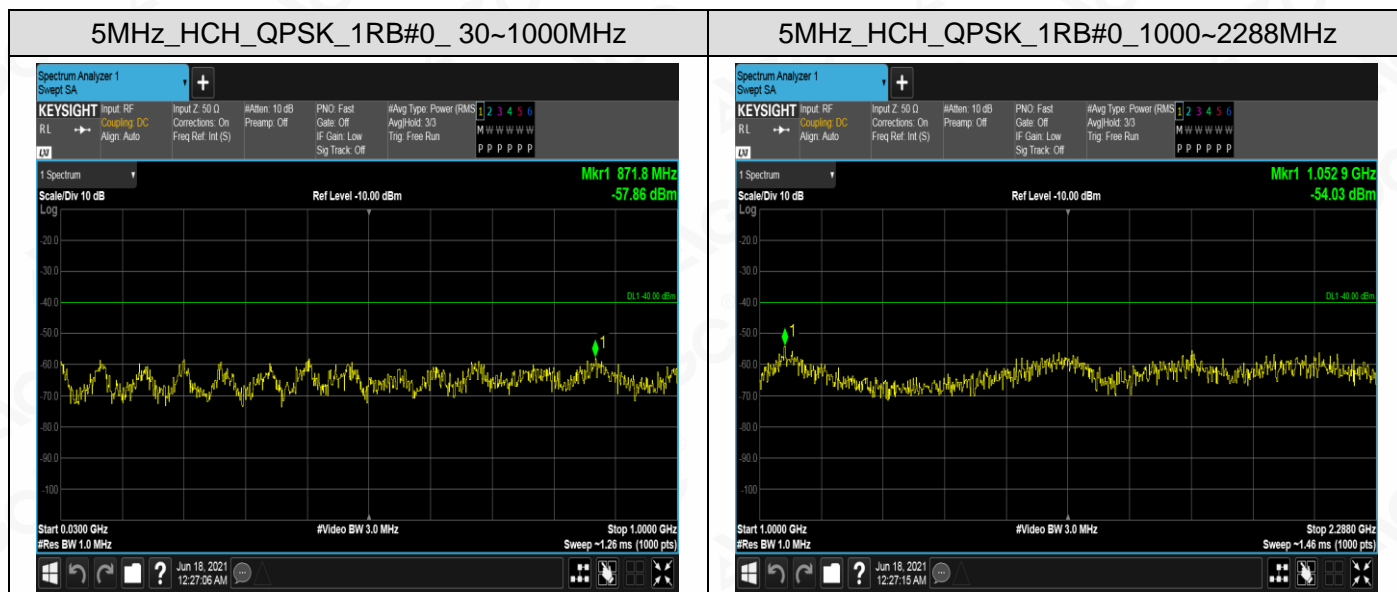 5MHz_HCH_QPSK_1RB#0_ 30~1000MHz
Spectrum Analyzer 1
Swept SA
+
KEYSIGHT
RL
LXI
Input: RF
Coupling: DC
Align: Auto
Input Z: 50 Ω
Corrections: On
Freq Ref: Int (S)
#Atten: 10 dB
Preamp: Off
PNO: Fast
Gate: Off
IF Gain: Low
Sig Track: Off
#Avg Type: Power (RMS
Avg|Hold: 3/3
Trig: Free Run
1 2 3 4 5 6
M W W W W W
P P P P P P
1 Spectrum
Scale/Div 10 dB
Log
Ref Level -10.00 dBm
Mkr1 871.8 MHz
-57.86 dBm
-20.0
-30.0
-40.0
DL1 -40.00 dBm
-50.0
1
-60.0
-70.0
-80.0
-90.0
-100
Start 0.0300 GHz
#Video BW 3.0 MHz
Stop 1.0000 GHz
#Res BW 1.0 MHz
Sweep ~1.26 ms (1000 pts)
?
Jun 18, 2021
12:27:06 AM
5MHz_HCH_QPSK_1RB#0_1000~2288MHz
Spectrum Analyzer 1
Swept SA
+
KEYSIGHT
RL
LXI
Input: RF
Coupling: DC
Align: Auto
Input Z: 50 Ω
Corrections: On
Freq Ref: Int (S)
#Atten: 10 dB
Preamp: Off
PNO: Fast
Gate: Off
IF Gain: Low
Sig Track: Off
#Avg Type: Power (RMS
Avg|Hold: 3/3
Trig: Free Run
1 2 3 4 5 6
M W W W W W
P P P P P P
1 Spectrum
Scale/Div 10 dB
Log
Ref Level -10.00 dBm
Mkr1 1.052 9 GHz
-54.03 dBm
-20.0
-30.0
-40.0
DL1 -40.00 dBm
-50.0
1
-60.0
-70.0
-80.0
-90.0
-100
Start 1.0000 GHz
#Video BW 3.0 MHz
Stop 2.2880 GHz
#Res BW 1.0 MHz
Sweep ~1.46 ms (1000 pts)
?
Jun 18, 2021
12:27:15 AM